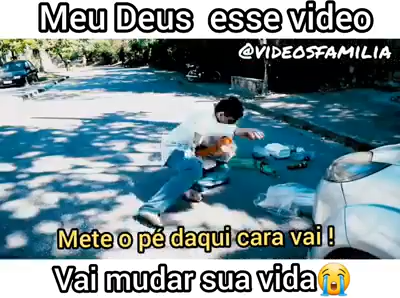 Meu Deus esse video
@VIDEOSFAMILIA
Mete o pé daqui cara vai !
Vai mudar sua vida😭